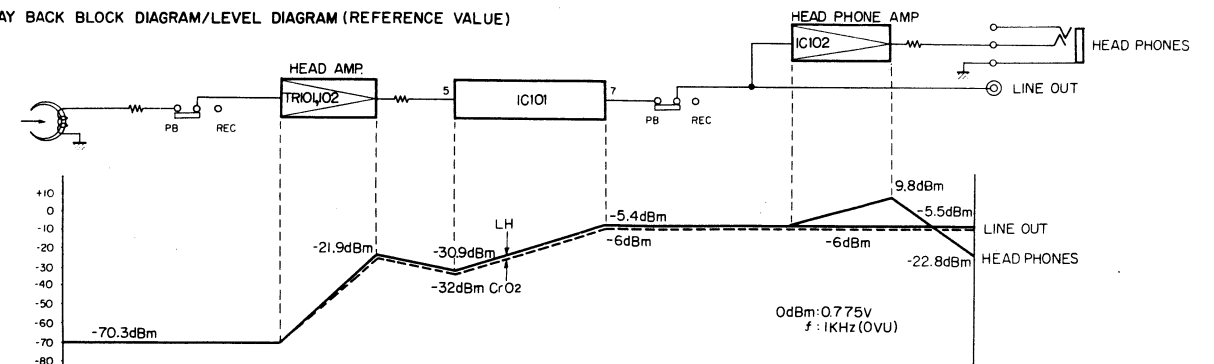 AY BACK BLOCK DIAGRAM/LEVEL DIAGRAM (REFERENCE VALUE)
HEAD PHONE AMP
IC102
HEAD PHONES
LINE OUT
HEAD AMP.
TR101,102
5
IC101
7
PB
REC
PB
REC
+10
0
-10
-20
-30
-40
-50
-60
-70
-80
-70.3dBm
-21.9dBm
-30.9dBm
-32dBm CrO2
LH
-5.4dBm
-6dBm
9.8dBm
-5.5dBm
-6dBm
-22.8dBm
LINE OUT
HEAD PHONES
0dBm:0.775V
f : 1KHz (0VU)